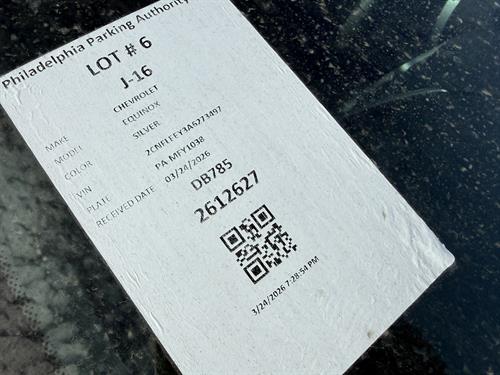 Philadelphia Parking Authority
LOT # 6
J-16
MAKE CHEVROLET
MODEL EQUINOX
COLOR SILVER
VIN 2CNFLEEY3A6273497
PLATE PA MFY1038
RECEIVED DATE 03/24/2026
DB785
2612627
3/24/2026 7:28:54 PM